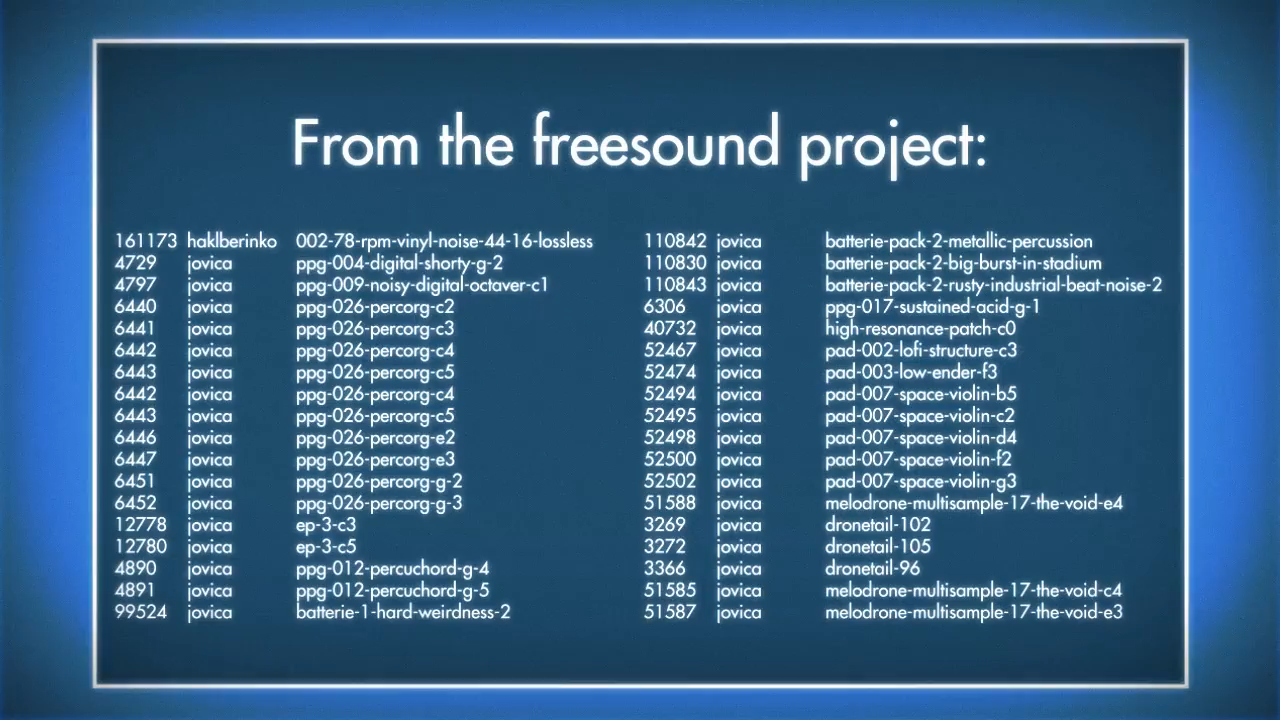 From the freesound project:
161173 haklberinko 002-78-rpm-vinyl-noise-44-16-lossless
4729 jovica ppg-004-digital-shorty-g-2
4797 jovica ppg-009-noisy-digital-octaver-c1
6440 jovica ppg-026-percorg-c2
6441 jovica ppg-026-percorg-c3
6442 jovica ppg-026-percorg-c4
6443 jovica ppg-026-percorg-c5
6442 jovica ppg-026-percorg-c4
6443 jovica ppg-026-percorg-c5
6446 jovica ppg-026-percorg-e2
6447 jovica ppg-026-percorg-e3
6451 jovica ppg-026-percorg-g-2
6452 jovica ppg-026-percorg-g-3
12778 jovica ep-3-c3
12780 jovica ep-3-c5
4890 jovica ppg-012-percuchord-g-4
4891 jovica ppg-012-percuchord-g-5
99524 jovica batterie-1-hard-weirdness-2
110842 jovica batterie-pack-2-metallic-percussion
110830 jovica batterie-pack-2-big-burst-in-stadium
110843 jovica batterie-pack-2-rusty-industrial-beat-noise-2
6306 jovica ppg-017-sustained-acid-g-1
40732 jovica high-resonance-patch-c0
52467 jovica pad-002-lofi-structure-c3
52474 jovica pad-003-low-ender-f3
52494 jovica pad-007-space-violin-b5
52495 jovica pad-007-space-violin-c2
52498 jovica pad-007-space-violin-d4
52500 jovica pad-007-space-violin-f2
52502 jovica pad-007-space-violin-g3
51588 jovica melodrone-multisample-17-the-void-e4
3269 jovica dronetail-102
3272 jovica dronetail-105
3366 jovica dronetail-96
51585 jovica melodrone-multisample-17-the-void-c4
51587 jovica melodrone-multisample-17-the-void-e3